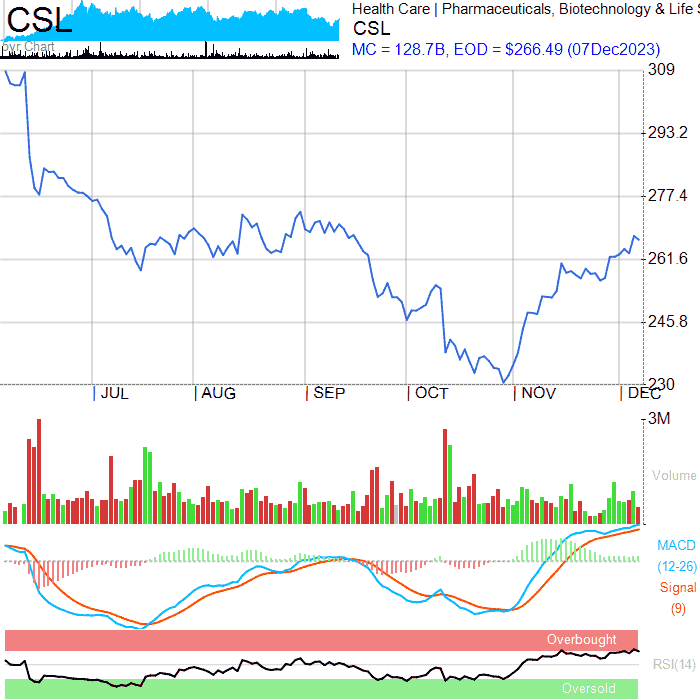 CSL
5yr Chart
Health Care | Pharmaceuticals, Biotechnology & Life S
CSL
MC = 128.7B, EOD = $266.49 (07Dec2023)
309
293.2
277.4
261.6
245.8
230
JUL
AUG
SEP
OCT
NOV
DEC
3M
Volume
MACD
(12-26)
Signal
(9)
Overbought
RSI(14)
Oversold